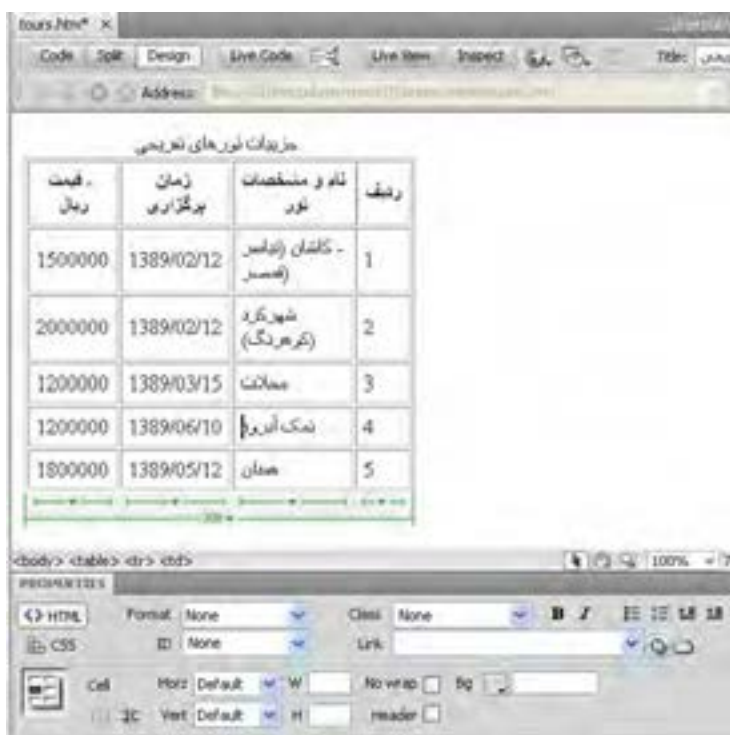 tours.htm* ×
Code Split Design Live Code Live View Inspect Title:
Address:
جزییات تورهای تفریحی
ردیف نام و مشخصات تور زمان برگزاری قیمت - ریال
1 کاشان (نیاسر - قمصر) 1389/02/12 1500000
2 شهرکرد (کوهرنگ) 1389/02/12 2000000
3 محلات 1389/03/15 1200000
4 نمک آبرود 1389/06/10 1200000
5 همدان 1389/05/12 1800000
<body> <table> <tr> <td> 100%
PROPERTIES
<> HTML Format None Class None B I
CSS ID None Link
Cell Horz Default W No wrap Bg
Vert Default H Header